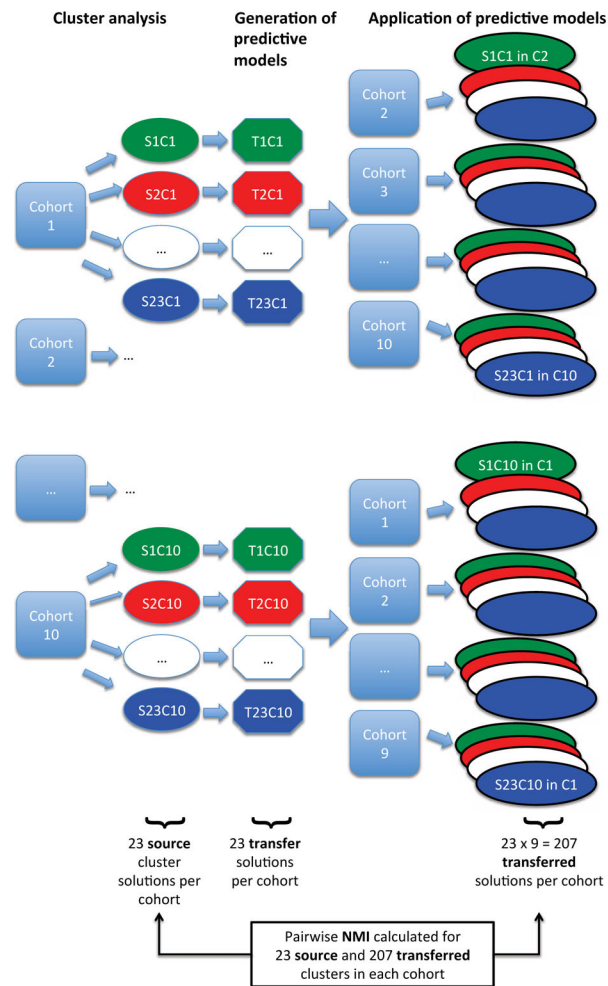 Cluster analysis
Generation of
predictive
models
Application of predictive models
S1C1 in C2
Cohort
2
S1C1
T1C1
Cohort
1
S2C1
T2C1
Cohort
3
...
...
...
S23C1
T23C1
Cohort
2
...
Cohort
10
S23C1 in C10
...
...
S1C10 in C1
Cohort
1
S1C10
T1C10
Cohort
10
S2C10
T2C10
Cohort
2
...
...
...
S23C10
T23C10
Cohort
9
S23C10 in C1
23 source
cluster
solutions per
cohort
23 transfer
solutions
per cohort
23 x 9 = 207
transferred
solutions per cohort
Pairwise NMI calculated for
23 source and 207 transferred
clusters in each cohort